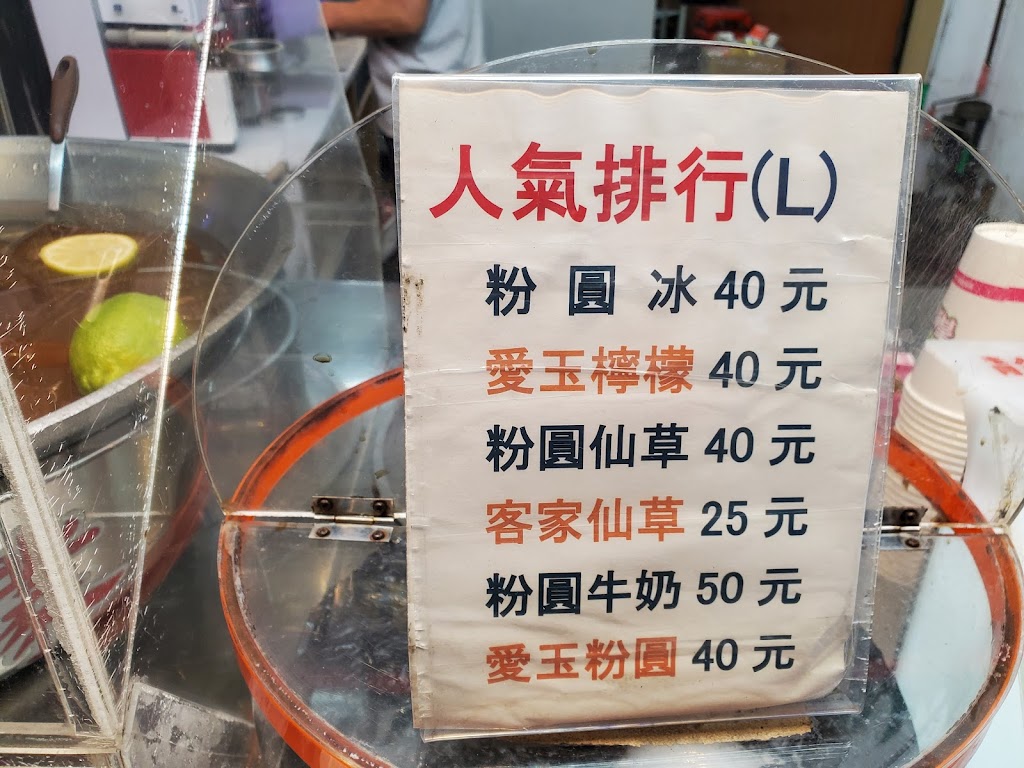 人氣排行(L)
粉圓冰 40 元
愛玉檸檬 40 元
粉圓仙草 40 元
客家仙草 25 元
粉圓牛奶 50 元
愛玉粉圓 40 元